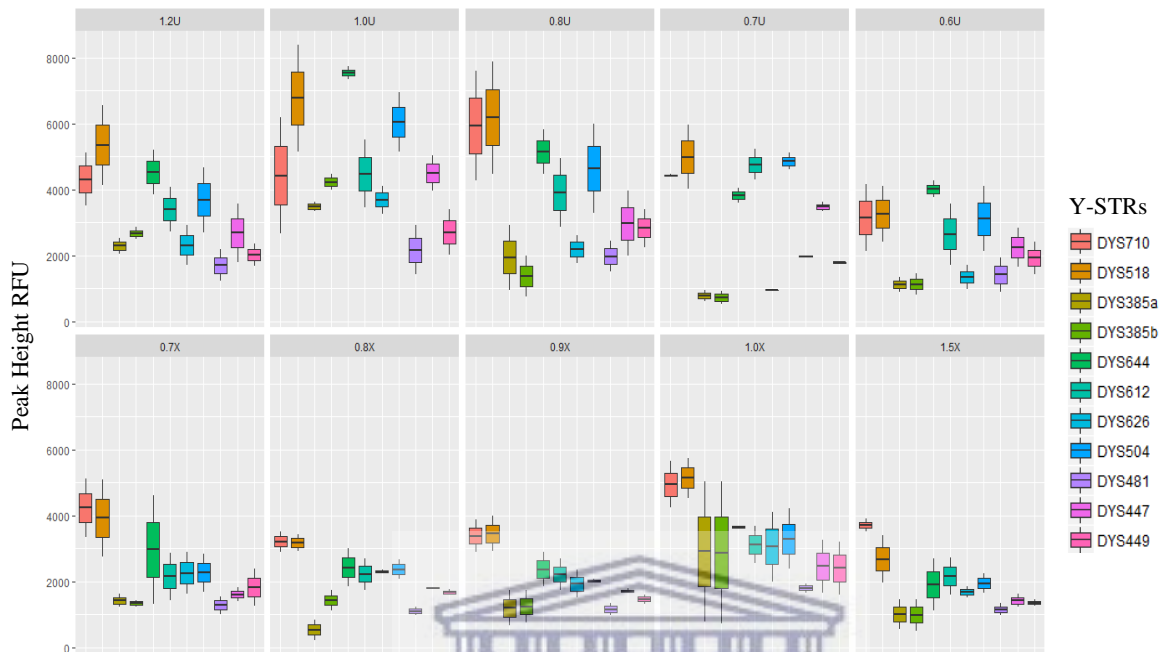 1.2U 1.0U 0.8U 0.7U 0.6U
8000
6000
4000
2000
0
0.7X 0.8X 0.9X 1.0X 1.5X
8000
6000
4000
2000
0
Peak Height RFU
Y-STRs
DYS710
DYS518
DYS385a
DYS385b
DYS644
DYS612
DYS626
DYS504
DYS481
DYS447
DYS449